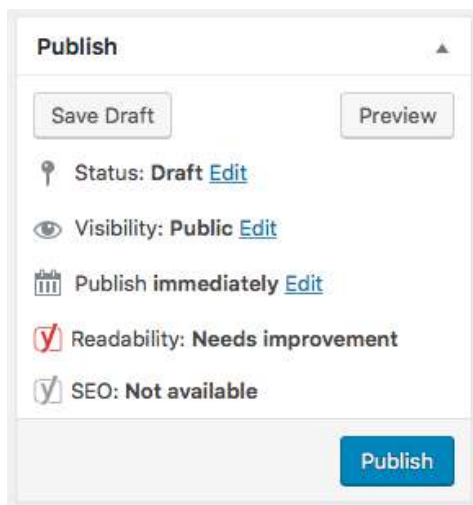 Publish
Save Draft Preview
Status: Draft Edit
Visibility: Public Edit
Publish immediately Edit
Readability: Needs improvement
SEO: Not available
Publish